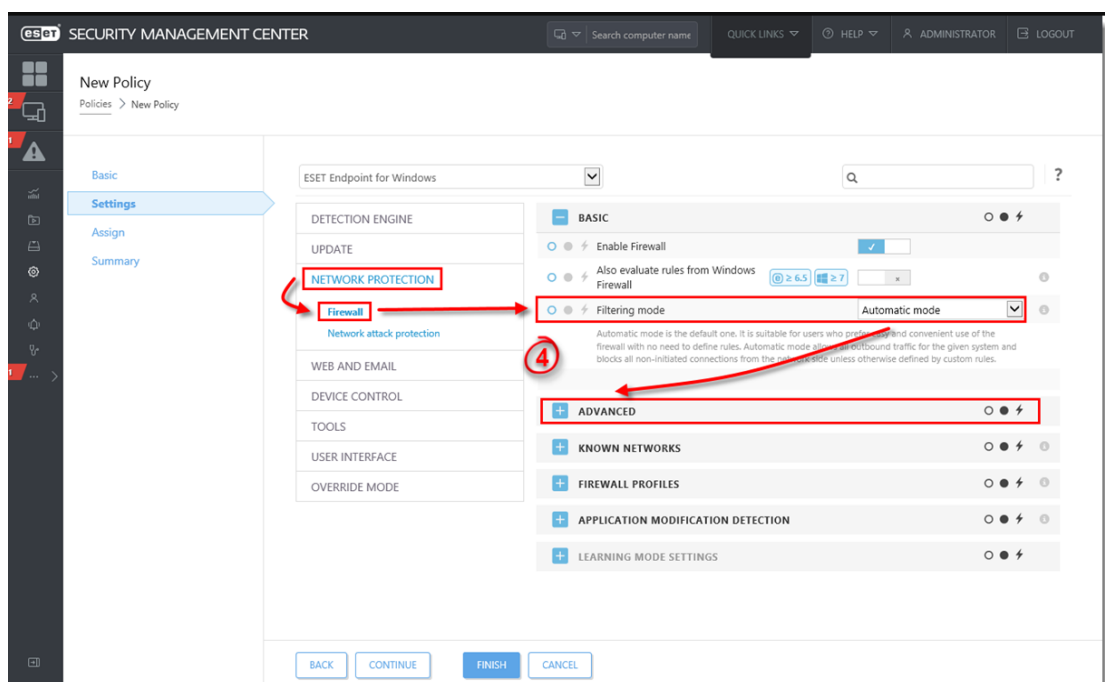 eset SECURITY MANAGEMENT CENTER
Search computer name
QUICK LINKS
HELP
ADMINISTRATOR
LOGOUT
New Policy
Policies > New Policy
Basic
Settings
Assign
Summary
ESET Endpoint for Windows
?
DETECTION ENGINE
UPDATE
NETWORK PROTECTION
Firewall
Network attack protection
WEB AND EMAIL
DEVICE CONTROL
TOOLS
USER INTERFACE
OVERRIDE MODE
BASIC
Enable Firewall
Also evaluate rules from Windows
Firewall
≥ 6.5
≥ 7
Filtering mode
Automatic mode
Automatic mode is the default one. It is suitable for users who prefer easy and convenient use of the
firewall with no need to define rules. Automatic mode allows all outbound traffic for the given system and
blocks all non-initiated connections from the network side unless otherwise defined by custom rules.
4
ADVANCED
KNOWN NETWORKS
FIREWALL PROFILES
APPLICATION MODIFICATION DETECTION
LEARNING MODE SETTINGS
BACK
CONTINUE
FINISH
CANCEL